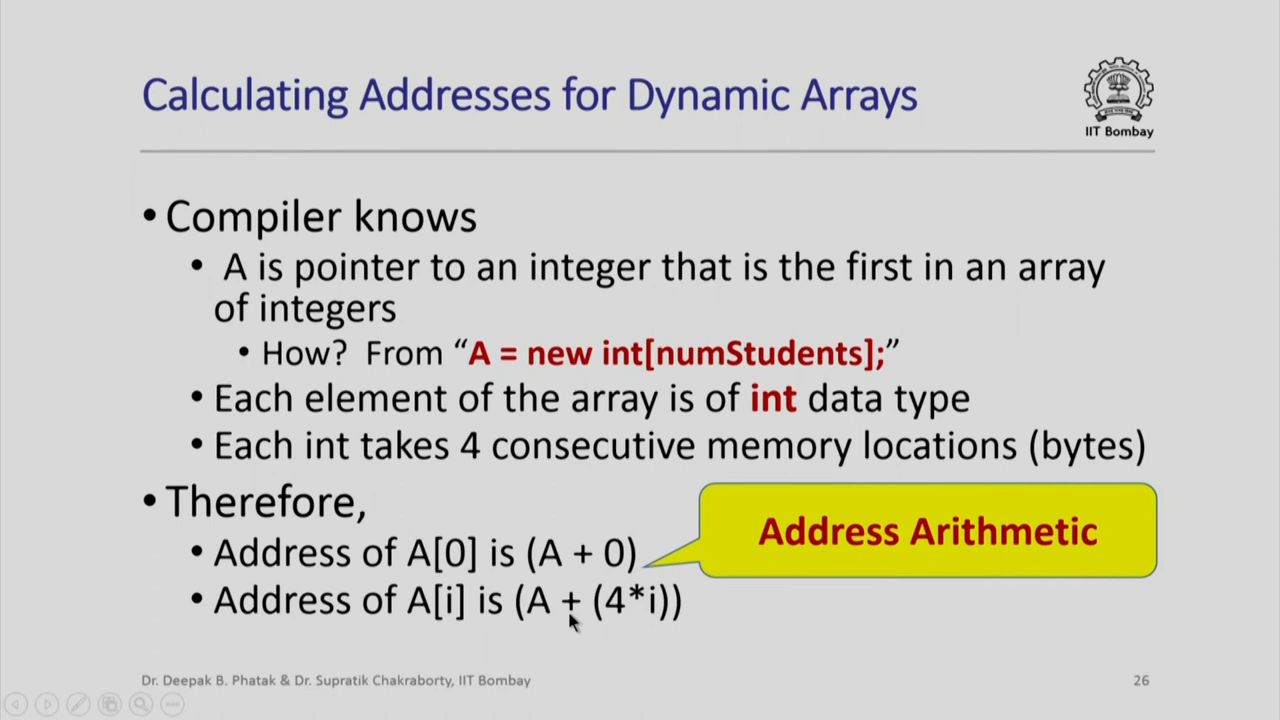 Calculating Addresses for Dynamic Arrays
IIT Bombay
• Compiler knows
• A is pointer to an integer that is the first in an array
of integers
• How? From “A = new int[numStudents];”
• Each element of the array is of int data type
• Each int takes 4 consecutive memory locations (bytes)
• Therefore,
Address Arithmetic
• Address of A[0] is (A + 0)
• Address of A[i] is (A + (4*i))
Dr. Deepak B. Phatak & Dr. Supratik Chakraborty, IIT Bombay
26